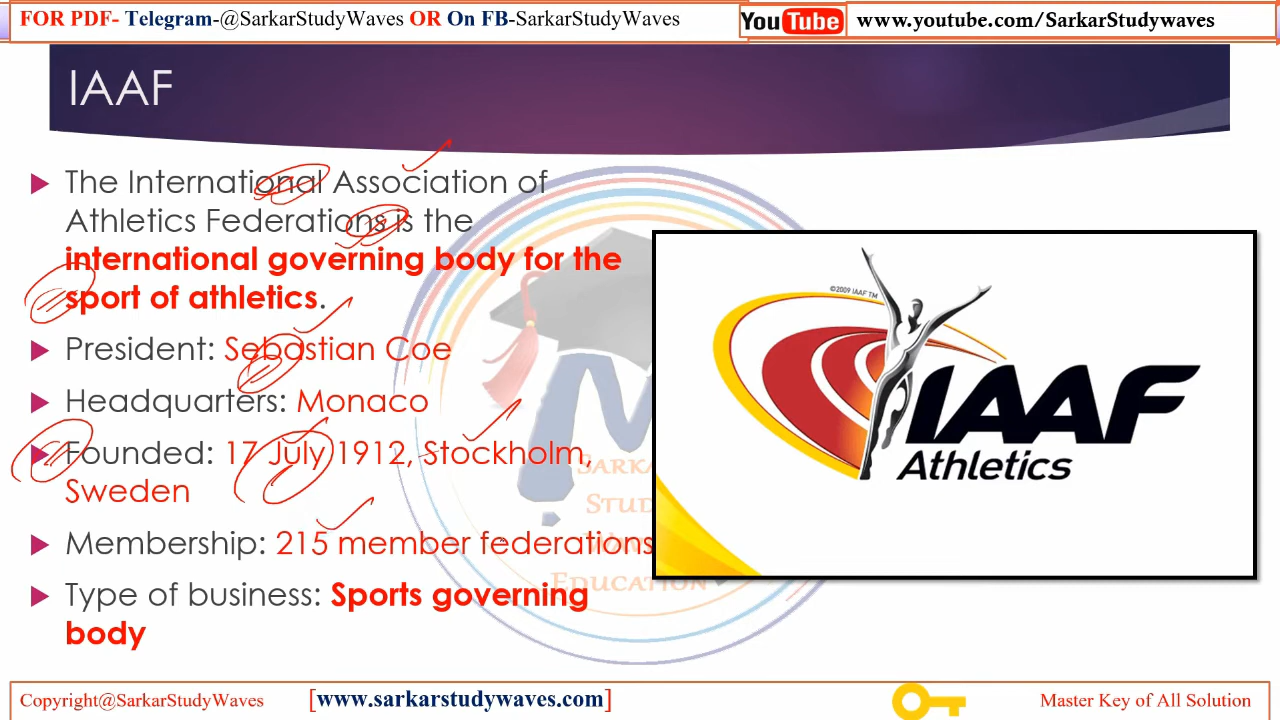 FOR PDF- Telegram-@SarkarStudyWaves OR On FB-SarkarStudyWaves
YouTube
www.youtube.com/SarkarStudywaves
IAAF
The International Association of
Athletics Federations is the
international governing body for the
sport of athletics.
President: Sebastian Coe
Headquarters: Monaco
Founded: 17 July 1912, Stockholm,
Sweden
Membership: 215 member federations
Type of business: Sports governing
body
©2009 IAAF™
IAAF
Athletics
EDUCATION
Copyright@SarkarStudyWaves
[www.sarkarstudywaves.com]
Master Key of All Solution